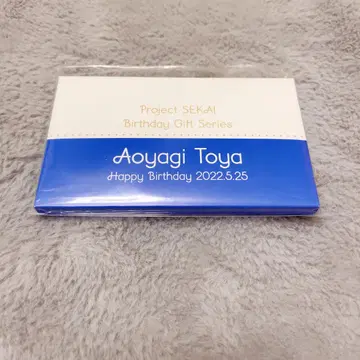 Project SEKAI
Birthday Gift Series
Aoyagi Toya
Happy Birthday 2022.5.25